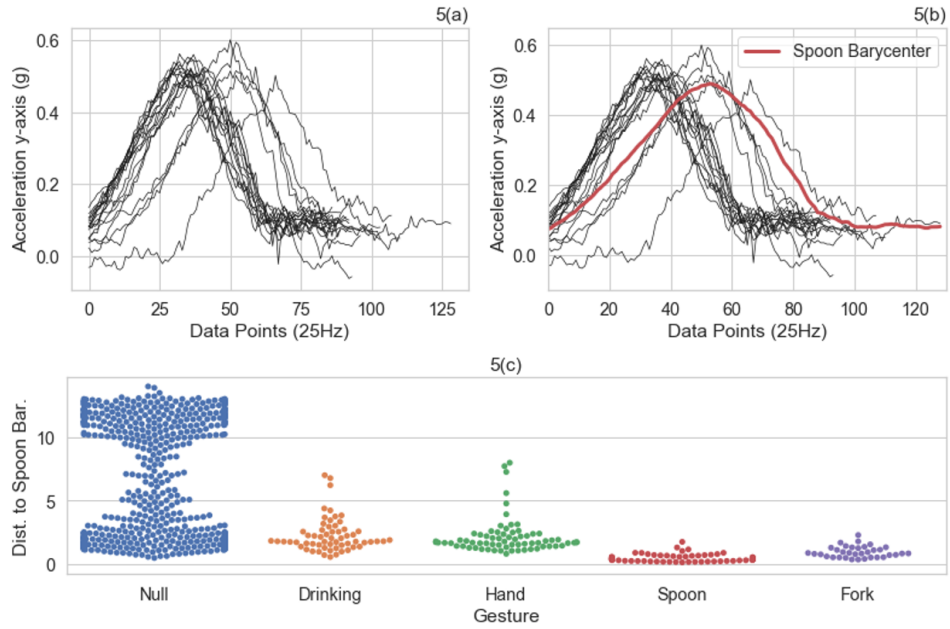 5(a)
0.6
0.4
0.2
0.0
Acceleration y-axis (g)
0 25 50 75 100 125
Data Points (25Hz)
5(b)
Spoon Barycenter
0.6
0.4
0.2
0.0
Acceleration y-axis (g)
0 20 40 60 80 100 120
Data Points (25Hz)
5(c)
10
5
0
Dist. to Spoon Bar.
Null Drinking Hand Spoon Fork
Gesture